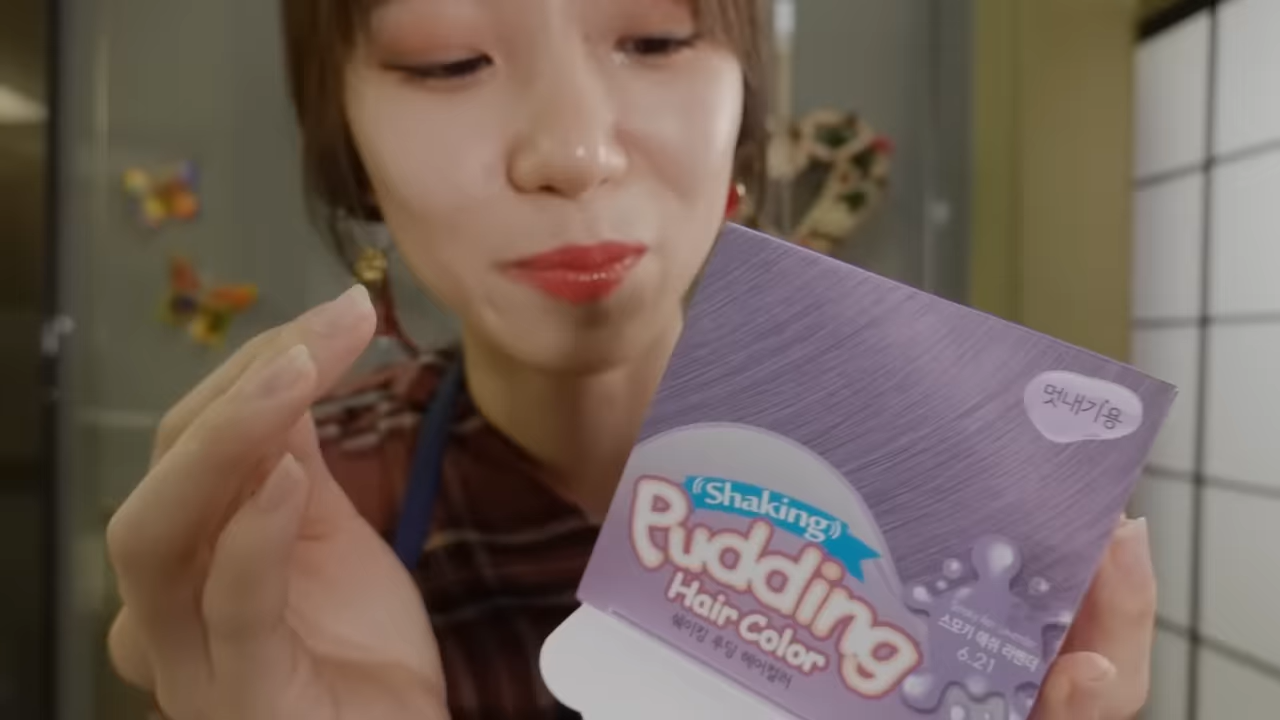 멋내기용
Shaking
Pudding
Hair Color
쉐이킹 푸딩 헤어컬러
스모키 애쉬 라벤더
6.21